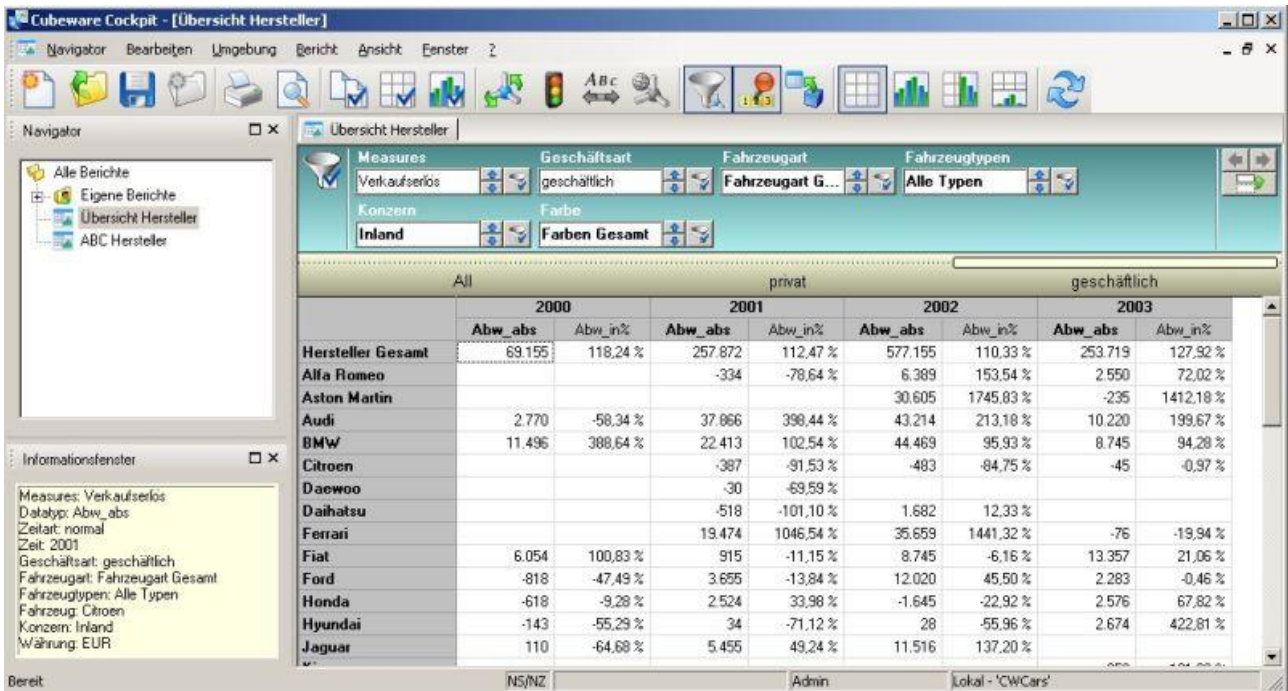 Cubeware Cockpit - [Übersicht Hersteller]
Navigator Bearbeiten Umgebung Bericht Ansicht Fenster ?
ABC
1 1 3
Navigator
Alle Berichte
Eigene Berichte
Übersicht Hersteller
ABC Hersteller
Informationsfenster
Measures: Verkaufserlös
Datatyp: Abw_abs
Zeitart: normal
Zeit: 2001
Geschäftsart: geschäftlich
Fahrzeugart: Fahrzeugart Gesamt
Fahrzeugtypen: Alle Typen
Fahrzeug: Citroen
Konzern: Inland
Währung: EUR
Übersicht Hersteller
Measures Geschäftsart Fahrzeugart Fahrzeugtypen
Verkaufserlös geschäftlich Fahrzeugart G... Alle Typen
Konzern Farbe
Inland Farben Gesamt
All privat geschäftlich
2000 2001 2002 2003
Abw_abs Abw_in% Abw_abs Abw_in% Abw_abs Abw_in% Abw_abs Abw_in%
Hersteller Gesamt 69.155 118,24 % 257.872 112,47 % 577.155 110,33 % 253.719 127,92 %
Alfa Romeo -334 -78,64 % 6.389 153,54 % 2.550 72,02 %
Aston Martin 30.605 1745,83 % -235 1412,18 %
Audi 2.770 -58,34 % 37.866 398,44 % 43.214 213,18 % 10.220 199,67 %
BMW 11.496 388,64 % 22.413 102,54 % 44.469 95,93 % 8.745 94,28 %
Citroen -387 -91,53 % -483 -84,75 % -45 -0,97 %
Daewoo -30 -69,59 %
Daihatsu -518 -101,10 % 1.682 12,33 %
Ferrari 19.474 1046,54 % 35.659 1441,32 % -76 -19,94 %
Fiat 6.054 100,83 % 915 -11,15 % 8.745 -6,16 % 13.357 21,06 %
Ford -818 -47,49 % 3.655 -13,84 % 12.020 45,50 % 2.283 -0,46 %
Honda -618 -9,28 % 2.524 33,98 % -1.645 -22,92 % 2.576 67,82 %
Hyundai -143 -55,29 % 34 -71,12 % 28 -55,96 % 2.674 422,81 %
Jaguar 110 -64,68 % 5.455 49,24 % 11.516 137,20 %
Bereit NS/NZ Admin Lokal - 'CWCars'